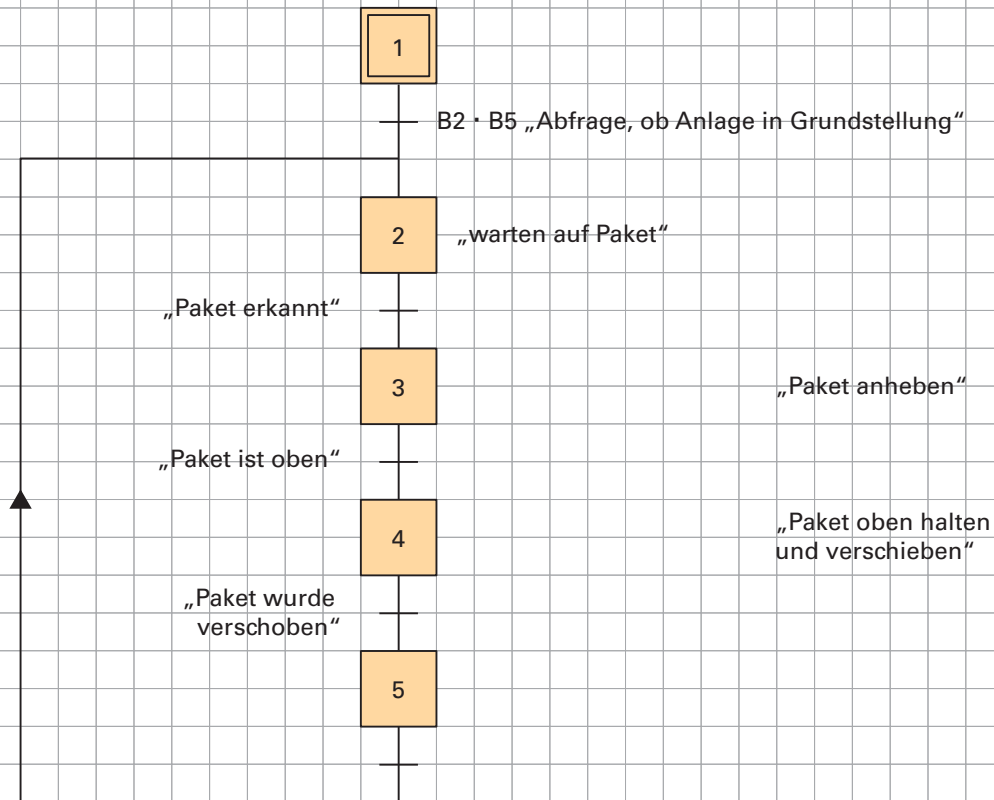 1
B2 · B5 „Abfrage, ob Anlage in Grundstellung“
2
„warten auf Paket“
„Paket erkannt“
3
„Paket anheben“
„Paket ist oben“
4
„Paket oben halten
und verschieben“
„Paket wurde
verschoben“
5